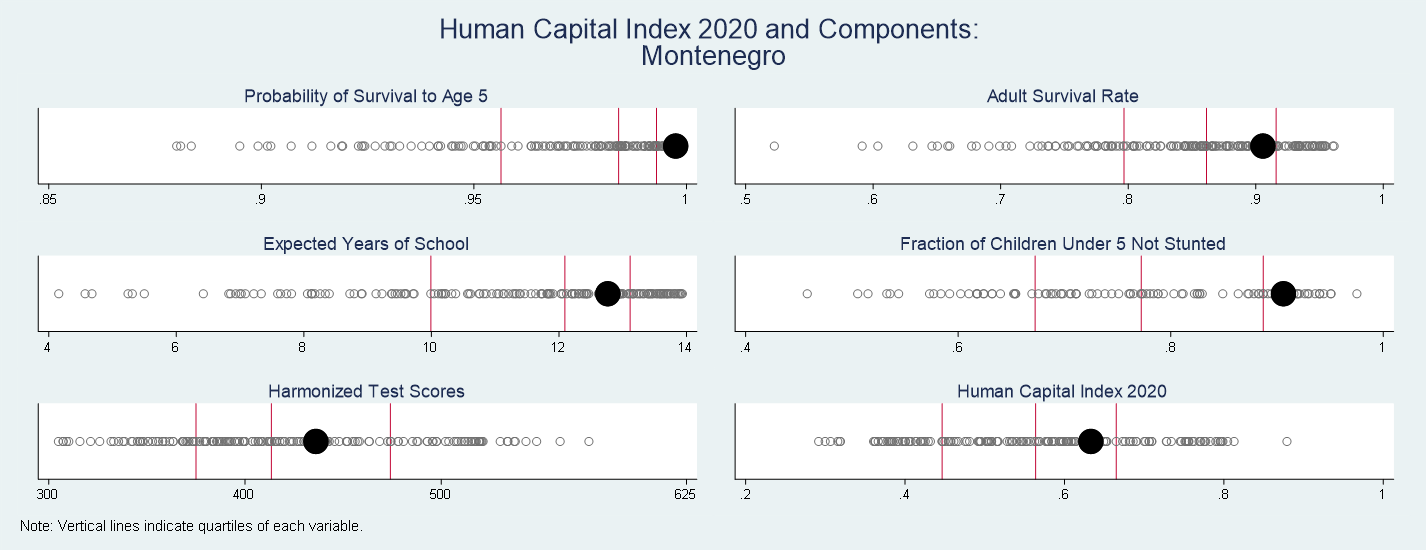 Human Capital Index 2020 and Components:
Montenegro
Probability of Survival to Age 5
.85 .9 .95 1
Adult Survival Rate
.5 .6 .7 .8 .9 1
Expected Years of School
4 6 8 10 12 14
Fraction of Children Under 5 Not Stunted
.4 .6 .8 1
Harmonized Test Scores
300 400 500 625
Human Capital Index 2020
.2 .4 .6 .8 1
Note: Vertical lines indicate quartiles of each variable.